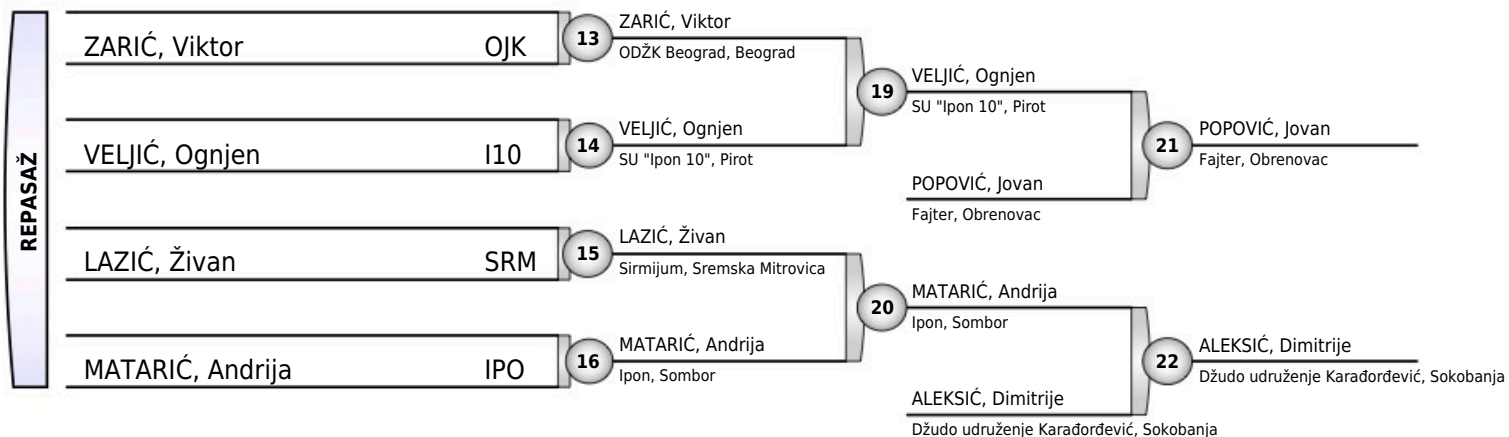 REPASAŽ
ZARIĆ, Viktor OJK
13
ZARIĆ, Viktor
ODŽK Beograd, Beograd
VELJIĆ, Ognjen I10
14
VELJIĆ, Ognjen
SU "Ipon 10", Pirot
19
VELJIĆ, Ognjen
SU "Ipon 10", Pirot
POPOVIĆ, Jovan
Fajter, Obrenovac
21
POPOVIĆ, Jovan
Fajter, Obrenovac
LAZIĆ, Živan SRM
15
LAZIĆ, Živan
Sirmijum, Sremska Mitrovica
MATARIĆ, Andrija IPO
16
MATARIĆ, Andrija
Ipon, Sombor
20
MATARIĆ, Andrija
Ipon, Sombor
ALEKSIĆ, Dimitrije
Džudo udruženje Karađorđević, Sokobanja
22
ALEKSIĆ, Dimitrije
Džudo udruženje Karađorđević, Sokobanja